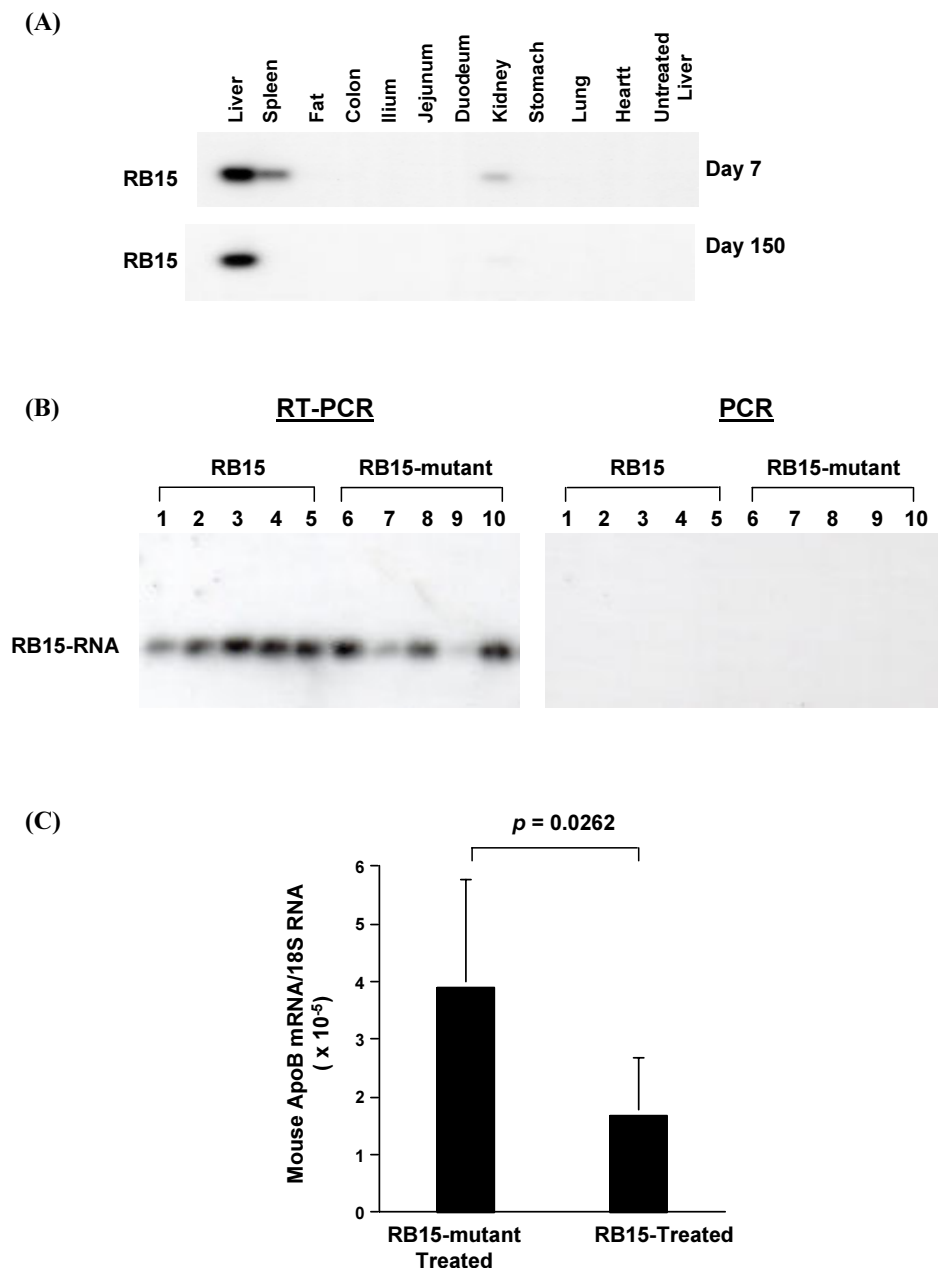 (A)
Liver
Spleen
Fat
Colon
Ilium
Jejunum
Duodeum
Kidney
Stomach
Lung
Heartt
Untreated
Liver
RB15
Day 7
RB15
Day 150
(B)
RT-PCR
PCR
RB15
RB15-mutant
RB15
RB15-mutant
1 2 3 4 5 6 7 8 9 10
1 2 3 4 5 6 7 8 9 10
RB15-RNA
(C)
p = 0.0262
Mouse ApoB mRNA/18S RNA
( x 10-5)
6
5
4
3
2
1
0
RB15-mutant
Treated
RB15-Treated